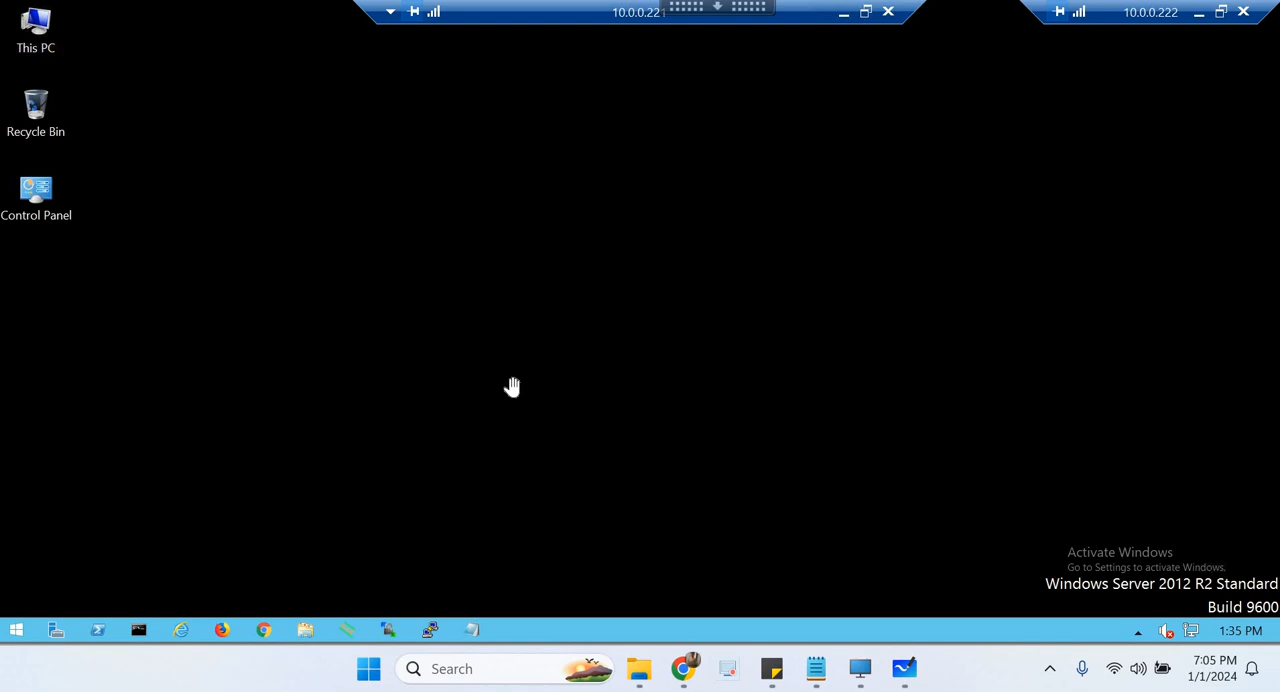 10.0.0.221
10.0.0.222
This PC
Recycle Bin
Control Panel
Activate Windows
Go to Settings to activate Windows.
Windows Server 2012 R2 Standard
Build 9600
1:35 PM
Search
7:05 PM
1/1/2024